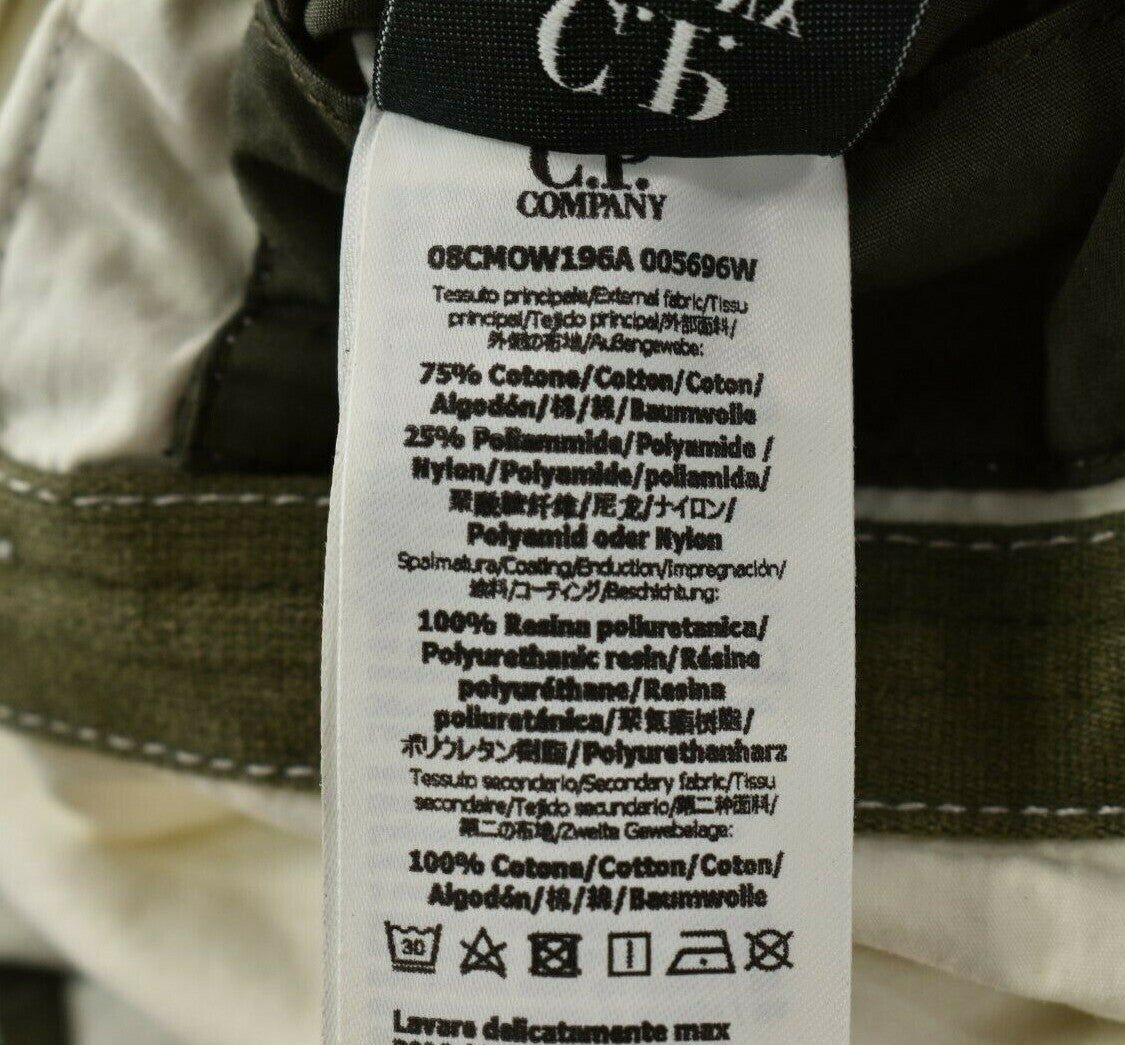 C.P.
C.P.
COMPANY
08CMOW196A 005696W
Tessuto principale/External fabric/Tissu
principal/Tejido principal/外部面料/
外側の布地/Außengewebe:
75% Cotone/Cotton/Coton/
Algodón/棉/綿/Baumwolle
25% Poliammide/Polyamide /
Nylon/Polyamide/poliamida/
聚酰胺纤维/尼龙/ナイロン/
Polyamid oder Nylon
Spalmatura/Coating/Enduction/Impregnación/
涂料/コーティング/Beschichtung:
100% Resina poliuretanica/
Polyurethanic resin/Résine
polyuréthane/Resina
poliuretánica/聚氨酯树脂/
ポリウレタン樹脂/Polyurethanharz
Tessuto secondario/Secondary fabric/Tissu
secondaire/Tejido secundario/第二种面料/
第二の布地/Zweite Gewebelage:
100% Cotone/Cotton/Coton/
Algodón/棉/綿/Baumwolle
30
Lavare delicatamente max